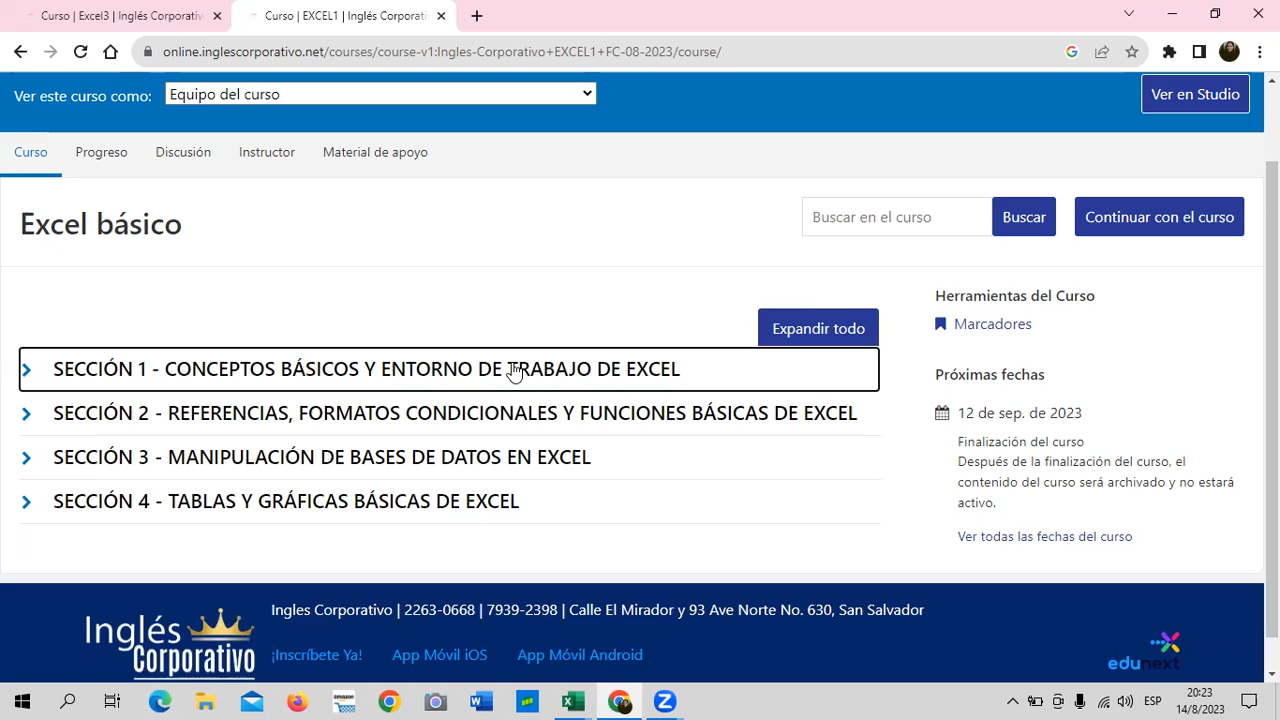 Curso | Excel3 | Inglés Corporativ
Curso | EXCEL1 | Inglés Corporati
online.inglescorporativo.net/courses/course-v1:Ingles-Corporativo+EXCEL1+FC-08-2023/course/
Ver este curso como:
Equipo del curso
Ver en Studio
Curso
Progreso
Discusión
Instructor
Material de apoyo
Excel básico
Buscar en el curso
Buscar
Continuar con el curso
Expandir todo
SECCIÓN 1 - CONCEPTOS BÁSICOS Y ENTORNO DE TRABAJO DE EXCEL
SECCIÓN 2 - REFERENCIAS, FORMATOS CONDICIONALES Y FUNCIONES BÁSICAS DE EXCEL
SECCIÓN 3 - MANIPULACIÓN DE BASES DE DATOS EN EXCEL
SECCIÓN 4 - TABLAS Y GRÁFICAS BÁSICAS DE EXCEL
Herramientas del Curso
Marcadores
Próximas fechas
12 de sep. de 2023
Finalización del curso
Después de la finalización del curso, el
contenido del curso será archivado y no estará
activo.
Ver todas las fechas del curso
Inglés
Corporativo
Ingles Corporativo | 2263-0668 | 7939-2398 | Calle El Mirador y 93 Ave Norte No. 630, San Salvador
¡Inscríbete Ya!
App Móvil iOS
App Móvil Android
edunext
amazon
ESP
20:23
14/8/2023